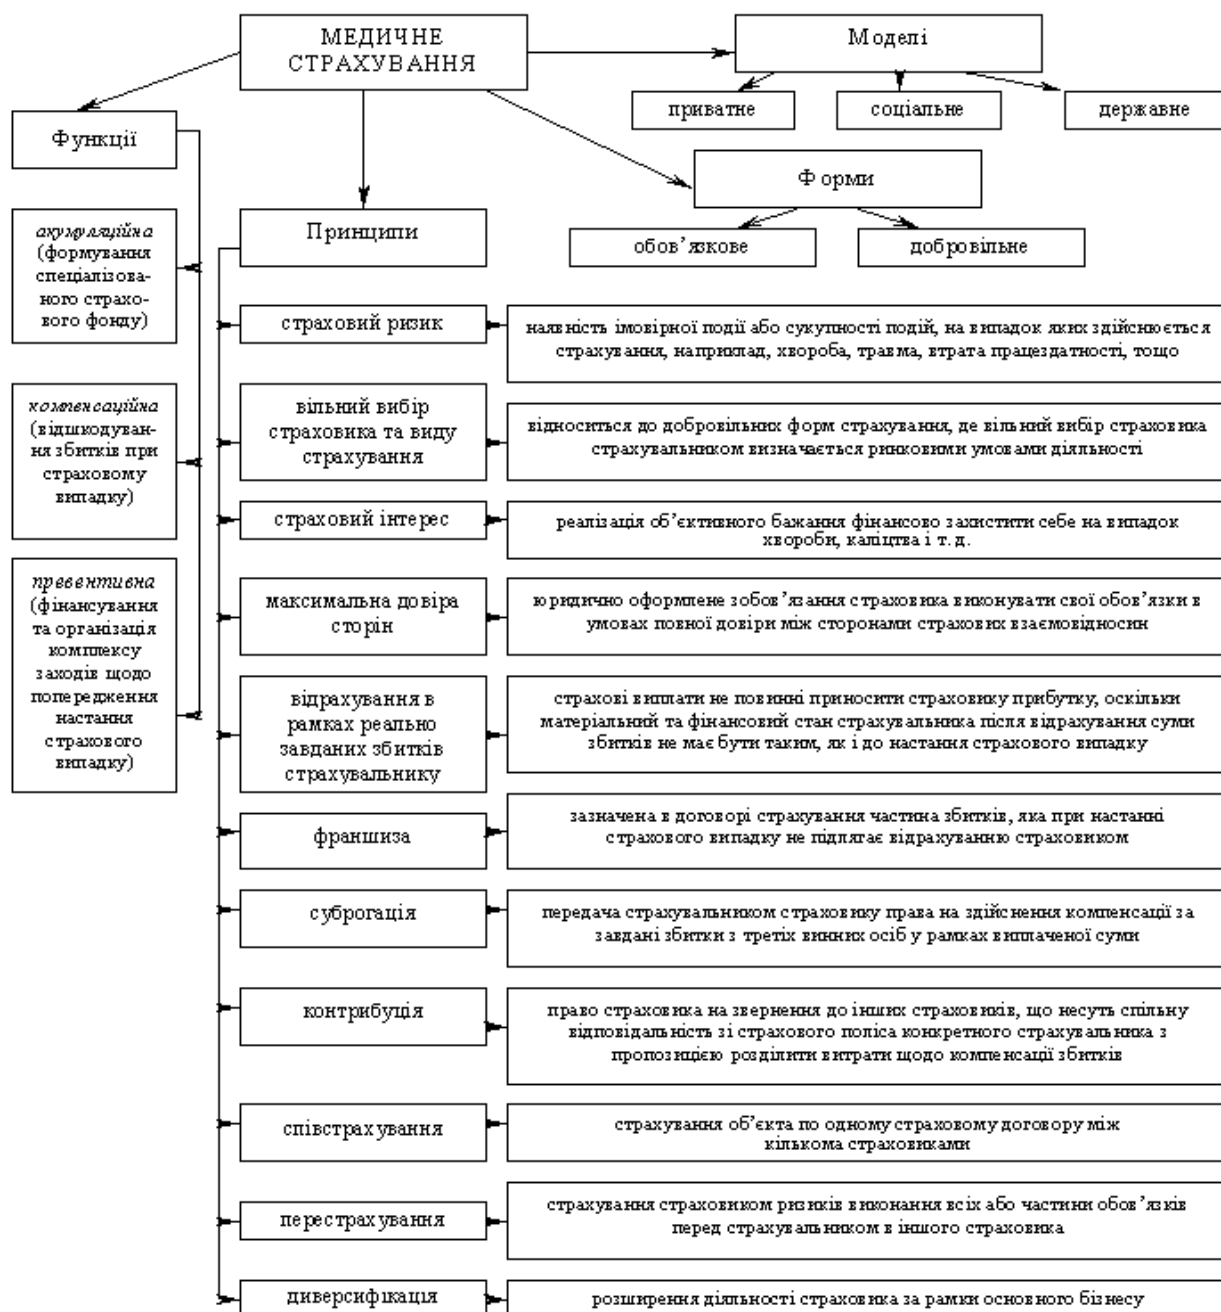 МЕДИЧНЕ
СТРАХУВАННЯ
Моделі
приватне
соціальне
державне
Функції
Форми
обов’язкове
добровільне
Принципи
акумуляційна
(формування
спеціалізова-
ного страхо-
вого фонду)
компенсаційна
(відшкодуван-
ня збитків при
страховому
випадку)
превентивна
(фінансування
та організація
комплексу
заходів щодо
попередження
настання
страхового
випадку)
страховий ризик
наявність імовірної події або сукупності подій, на випадок яких здійснюється
страхування, наприклад, хвороба, травма, втрата працездатності, тощо
вільний вибір
страховика та виду
страхування
відноситься до добровільних форм страхування, де вільний вибір страховика
страхувальником визначається ринковими умовами діяльності
страховий інтерес
реалізація об’єктивного бажання фінансово захистити себе на випадок
хвороби, каліцтва і т. д.
максимальна довіра
сторін
юридично оформлене зобов’язання страховика виконувати свої обов’язки в
умовах повної довіри між сторонами страхових взаємовідносин
відрахування в
рамках реально
завданих збитків
страхувальнику
страхові виплати не повинні приносити страховику прибутку, оскільки
матеріальний та фінансовий стан страхувальника після відрахування суми
збитків не має бути таким, як і до настання страхового випадку
франшиза
зазначена в договорі страхування частина збитків, яка при настанні
страхового випадку не підлягає відрахуванню страховиком
суброгація
передача страхувальником страховику права на здійснення компенсації за
завдані збитки з третіх винних осіб у рамках виплаченої суми
контрибуція
право страховика на звернення до інших страховиків, що несуть спільну
відповідальність зі страхового поліса конкретного страхувальника з
пропозицією розділити витрати щодо компенсації збитків
співстрахування
страхування об’єкта по одному страховому договору між
кількома страховиками
перестрахування
страхування страховиком ризиків виконання всіх або частини обов’язків
перед страхувальником в іншого страховика
диверсифікація
розширення діяльності страховика за рамки основного бізнесу